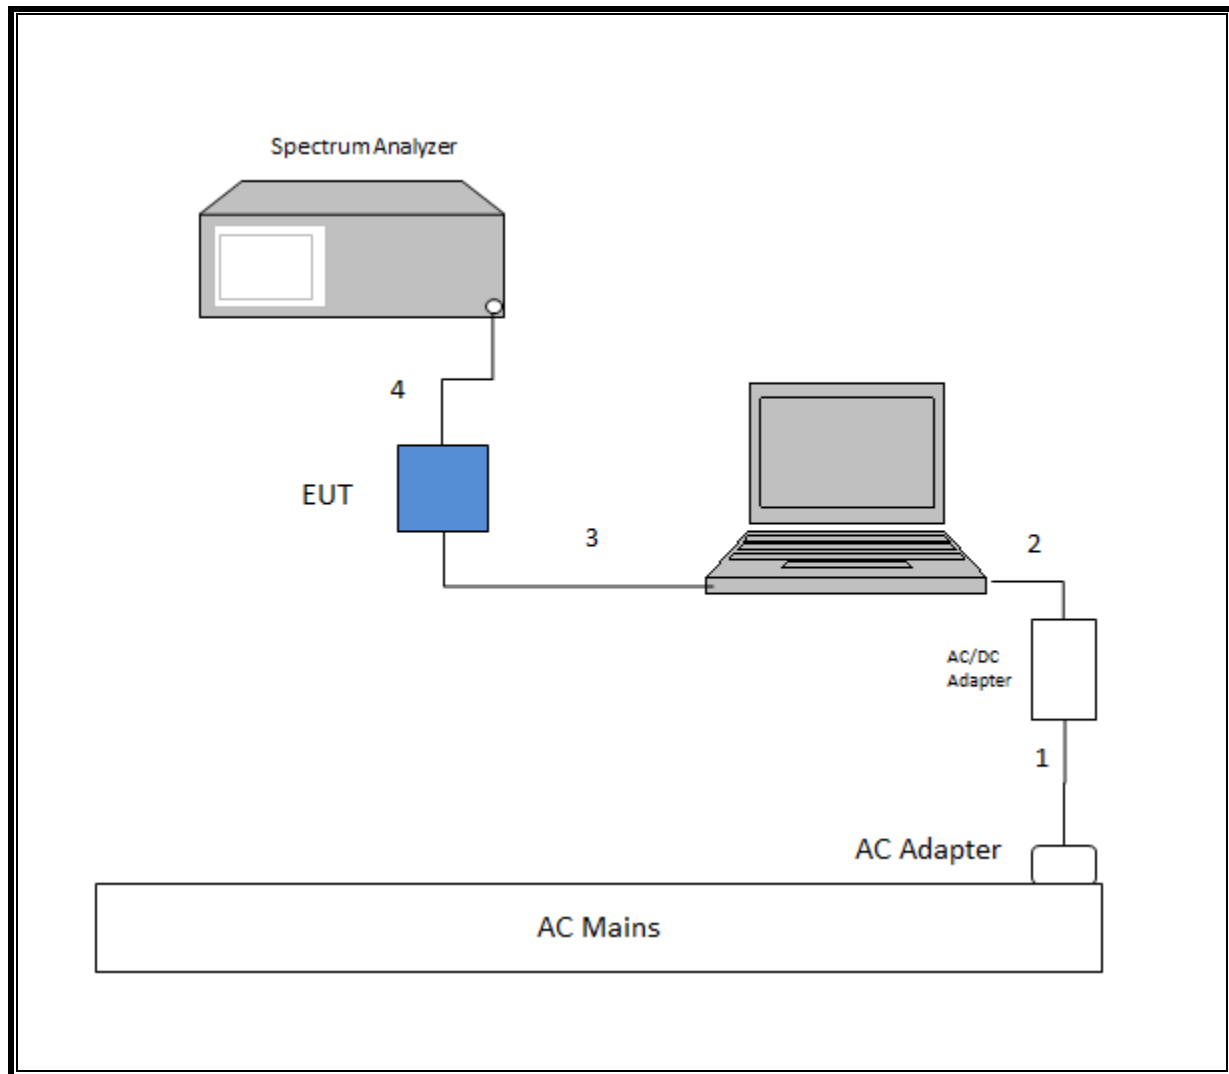 Spectrum Analyzer
4
EUT
3
2
AC/DC
Adapter
1
AC Adapter
AC Mains